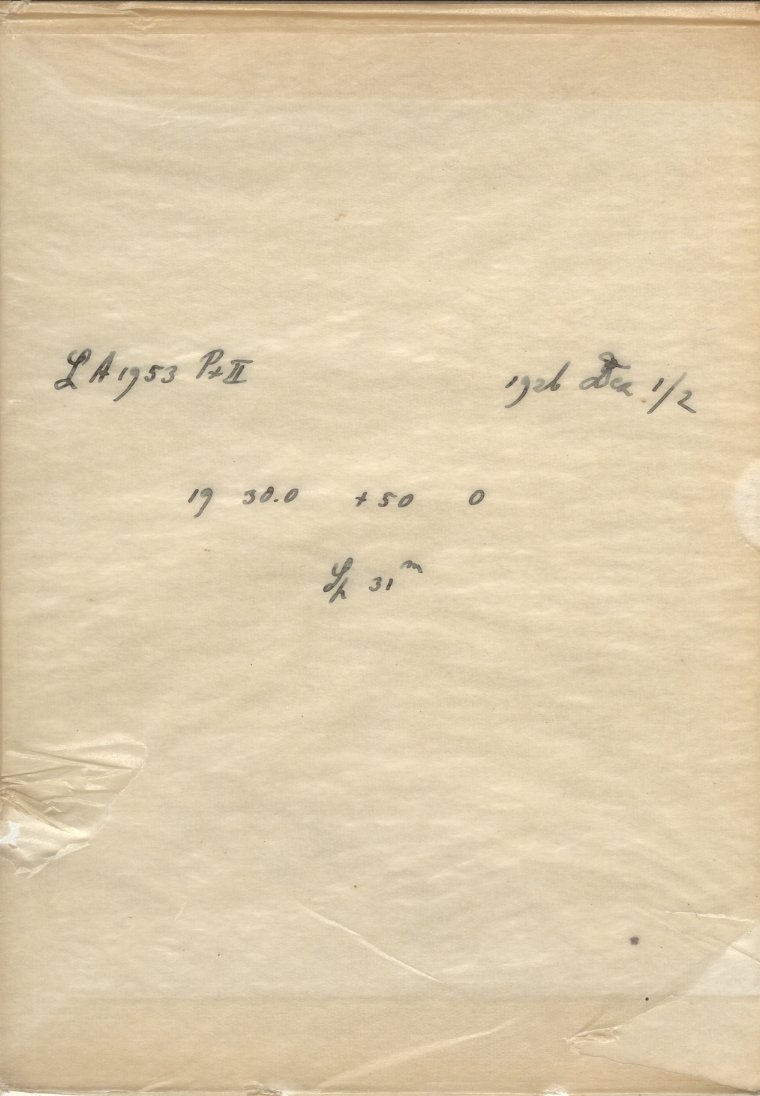 LA 1953 Pt II 1926 Dec 1/2
19 30.0 +50 0
Sp 31m